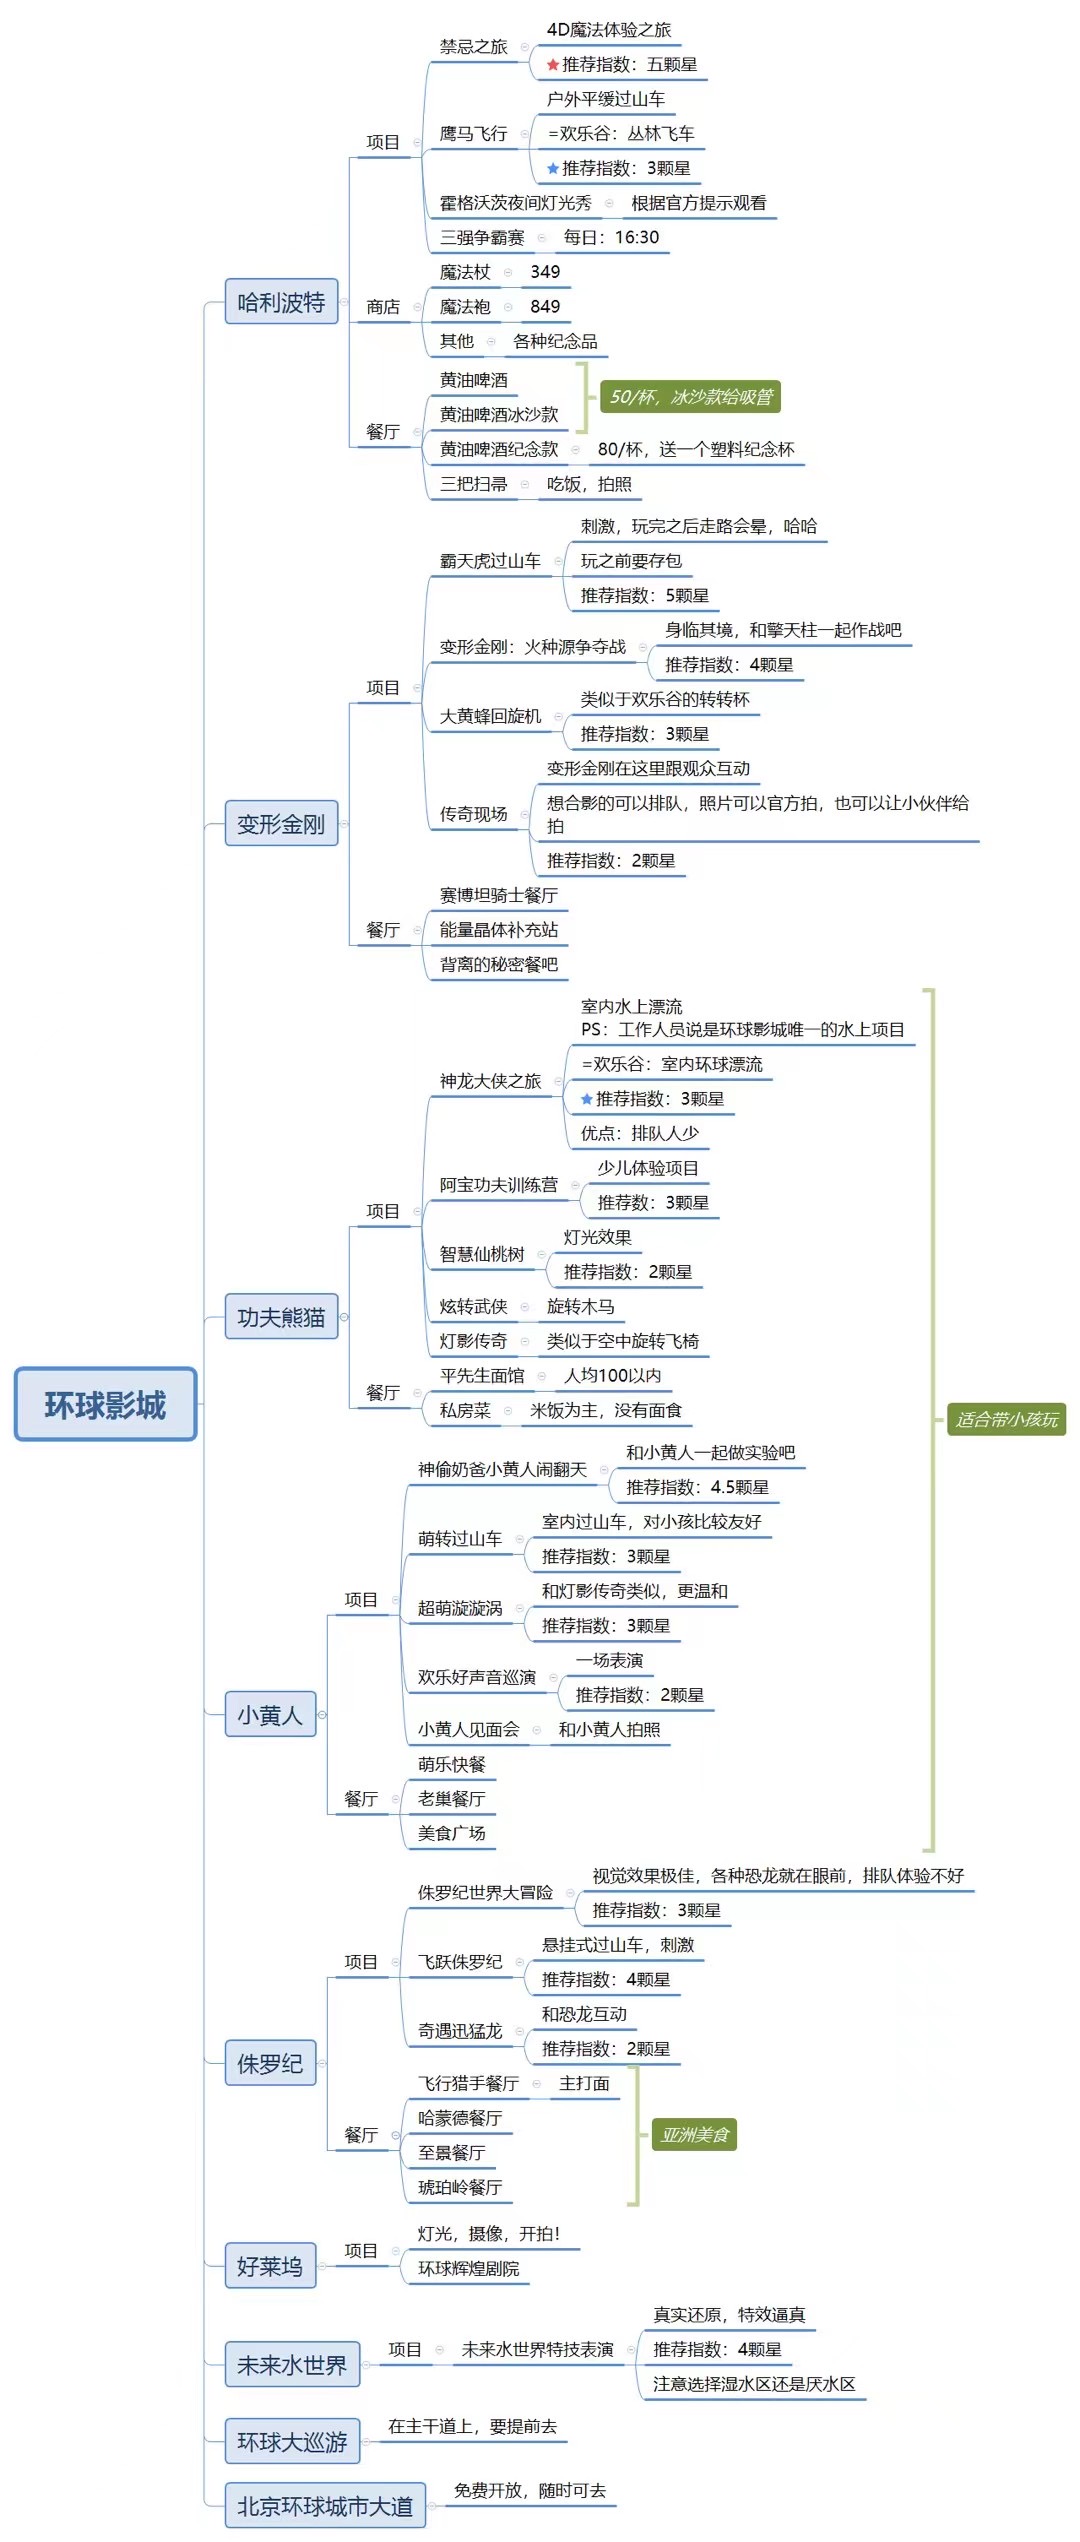 环球影城
哈利波特
项目
禁忌之旅
4D魔法体验之旅
推荐指数：五颗星
鹰马飞行
户外平缓过山车
=欢乐谷：丛林飞车
推荐指数：3颗星
霍格沃茨夜间灯光秀
根据官方提示观看
三强争霸赛
每日：16:30
商店
魔法杖
349
魔法袍
849
其他
各种纪念品
餐厅
黄油啤酒
黄油啤酒冰沙款
50/杯，冰沙款给吸管
黄油啤酒纪念款
80/杯，送一个塑料纪念杯
三把扫帚
吃饭，拍照
变形金刚
项目
霸天虎过山车
刺激，玩完之后走路会晕，哈哈
玩之前要存包
推荐指数：5颗星
变形金刚：火种源争夺战
身临其境，和擎天柱一起作战吧
推荐指数：4颗星
大黄蜂回旋机
类似于欢乐谷的转转杯
推荐指数：3颗星
传奇现场
变形金刚在这里跟观众互动
想合影的可以排队，照片可以官方拍，也可以让小伙伴给
拍
推荐指数：2颗星
餐厅
赛博坦骑士餐厅
能量晶体补充站
背离的秘密餐吧
功夫熊猫
项目
神龙大侠之旅
室内水上漂流
PS：工作人员说是环球影城唯一的水上项目
=欢乐谷：室内环球漂流
推荐指数：3颗星
优点：排队人少
阿宝功夫训练营
少儿体验项目
推荐数：3颗星
智慧仙桃树
灯光效果
推荐指数：2颗星
炫转武侠
旋转木马
灯影传奇
类似于空中旋转飞椅
餐厅
平先生面馆
人均100以内
私房菜
米饭为主，没有面食
适合带小孩玩
小黄人
项目
神偷奶爸小黄人闹翻天
和小黄人一起做实验吧
推荐指数：4.5颗星
萌转过山车
室内过山车，对小孩比较友好
推荐指数：3颗星
超萌漩漩涡
和灯影传奇类似，更温和
推荐指数：3颗星
欢乐好声音巡演
一场表演
推荐指数：2颗星
小黄人见面会
和小黄人拍照
餐厅
萌乐快餐
老巢餐厅
美食广场
侏罗纪
项目
侏罗纪世界大冒险
视觉效果极佳，各种恐龙就在眼前，排队体验不好
推荐指数：3颗星
飞跃侏罗纪
悬挂式过山车，刺激
推荐指数：4颗星
奇遇迅猛龙
和恐龙互动
推荐指数：2颗星
餐厅
飞行猎手餐厅
主打面
哈蒙德餐厅
至景餐厅
琥珀岭餐厅
亚洲美食
好莱坞
项目
灯光，摄像，开拍！
环球辉煌剧院
未来水世界
项目
未来水世界特技表演
真实还原，特效逼真
推荐指数：4颗星
注意选择湿水区还是厌水区
环球大巡游
在主干道上，要提前去
北京环球城市大道
免费开放，随时可去